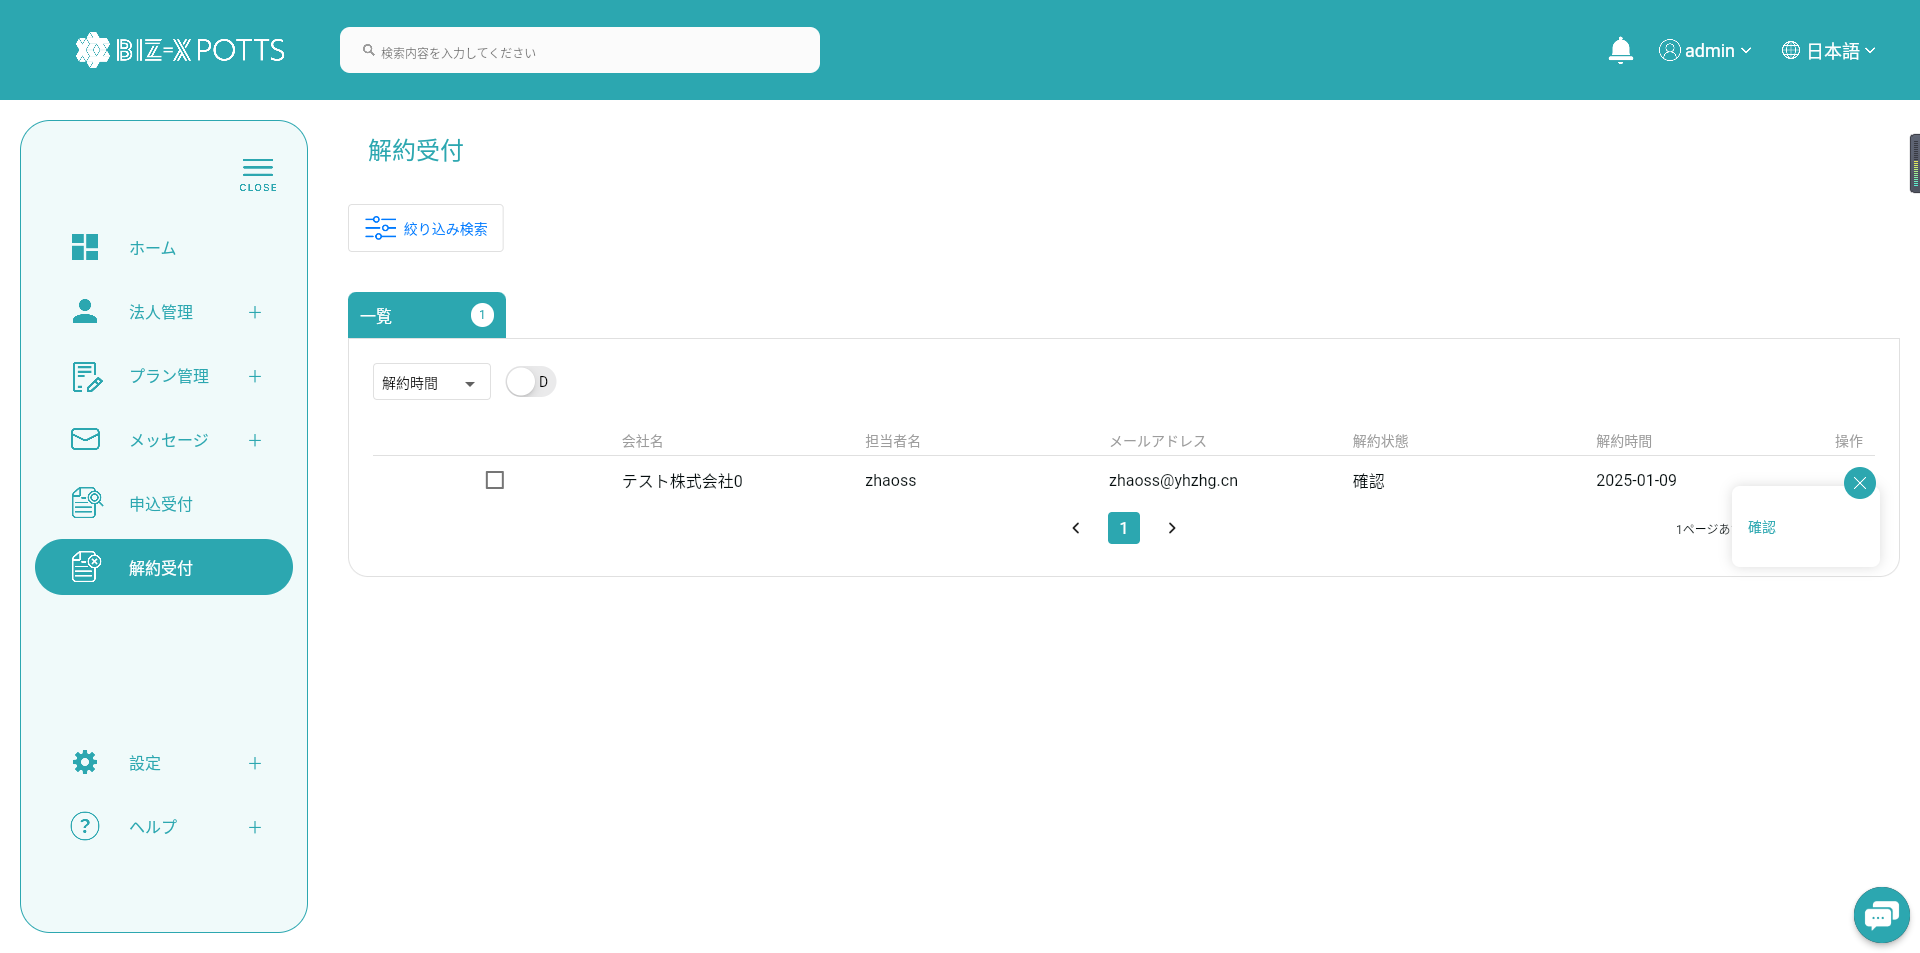 BIZ=X POTTS
検索内容を入力してください
admin
日本語
CLOSE
ホーム
法人管理
プラン管理
メッセージ
申込受付
解約受付
設定
ヘルプ
解約受付
絞り込み検索
一覧 1
解約時間
D
会社名 担当者名 メールアドレス 解約状態 解約時間 操作
テスト株式会社0 zhaoss zhaoss@yhzhg.cn 確認 2025-01-09
1
1ページあ
確認